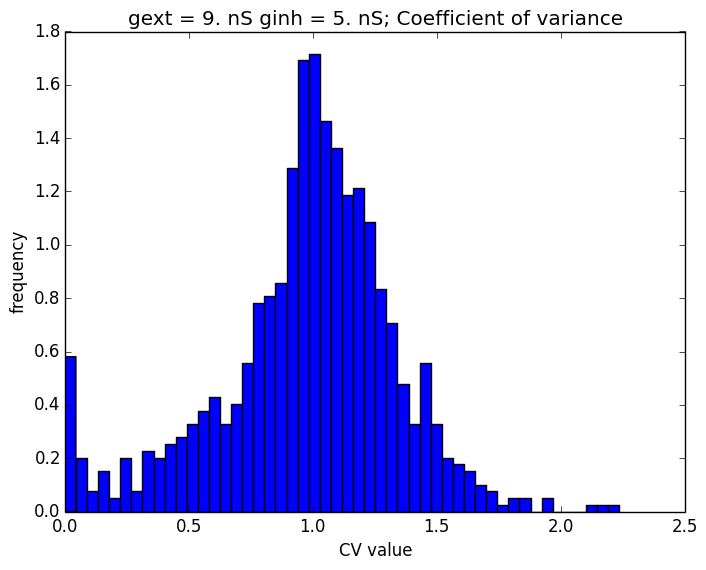 gext = 9. nS ginh = 5. nS; Coefficient of variance
1.8
1.6
1.4
1.2
1.0
0.8
0.6
0.4
0.2
0.0
frequency
0.0 0.5 1.0 1.5 2.0 2.5
CV value